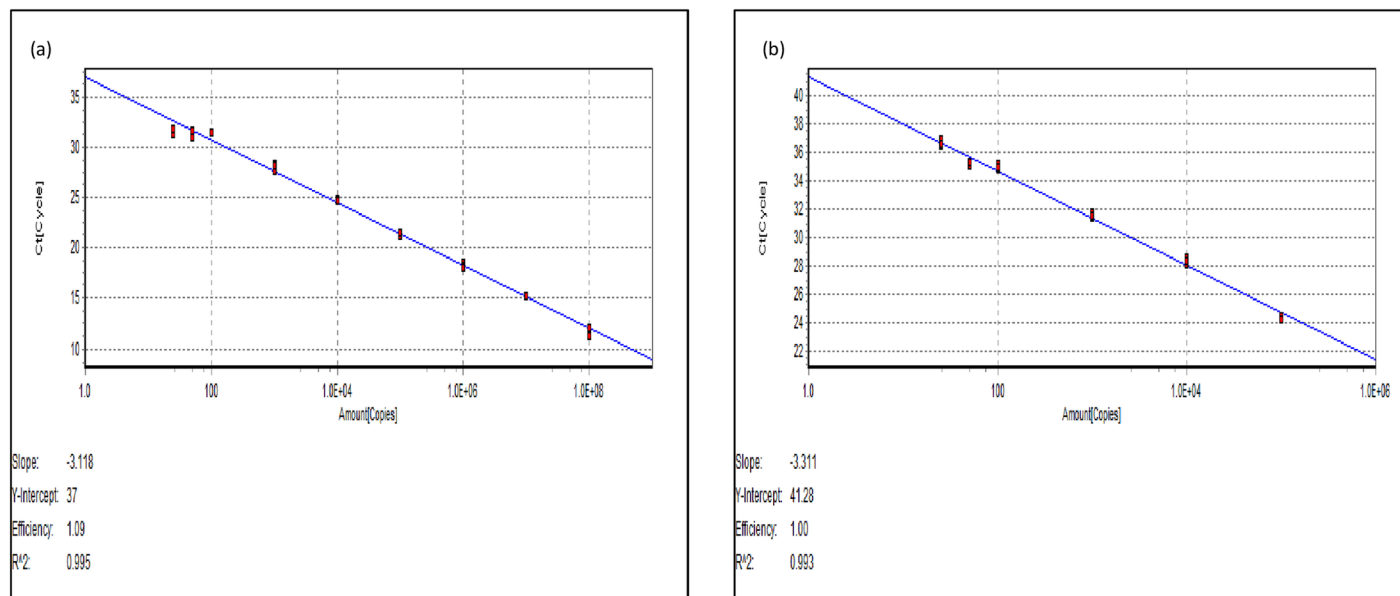 (a)
35
30
25
20
15
10
Ct[Cycle]
1.0
100
1.0E+04
1.0E+06
1.0E+08
Amount[Copies]
Slope: -3.118
Y-Intercept: 37
Efficiency: 1.09
R^2: 0.995
(b)
40
38
36
34
32
30
28
26
24
22
Ct[Cycle]
1.0
100
1.0E+04
1.0E+06
Amount[Copies]
Slope: -3.311
Y-Intercept: 41.28
Efficiency: 1.00
R^2: 0.993